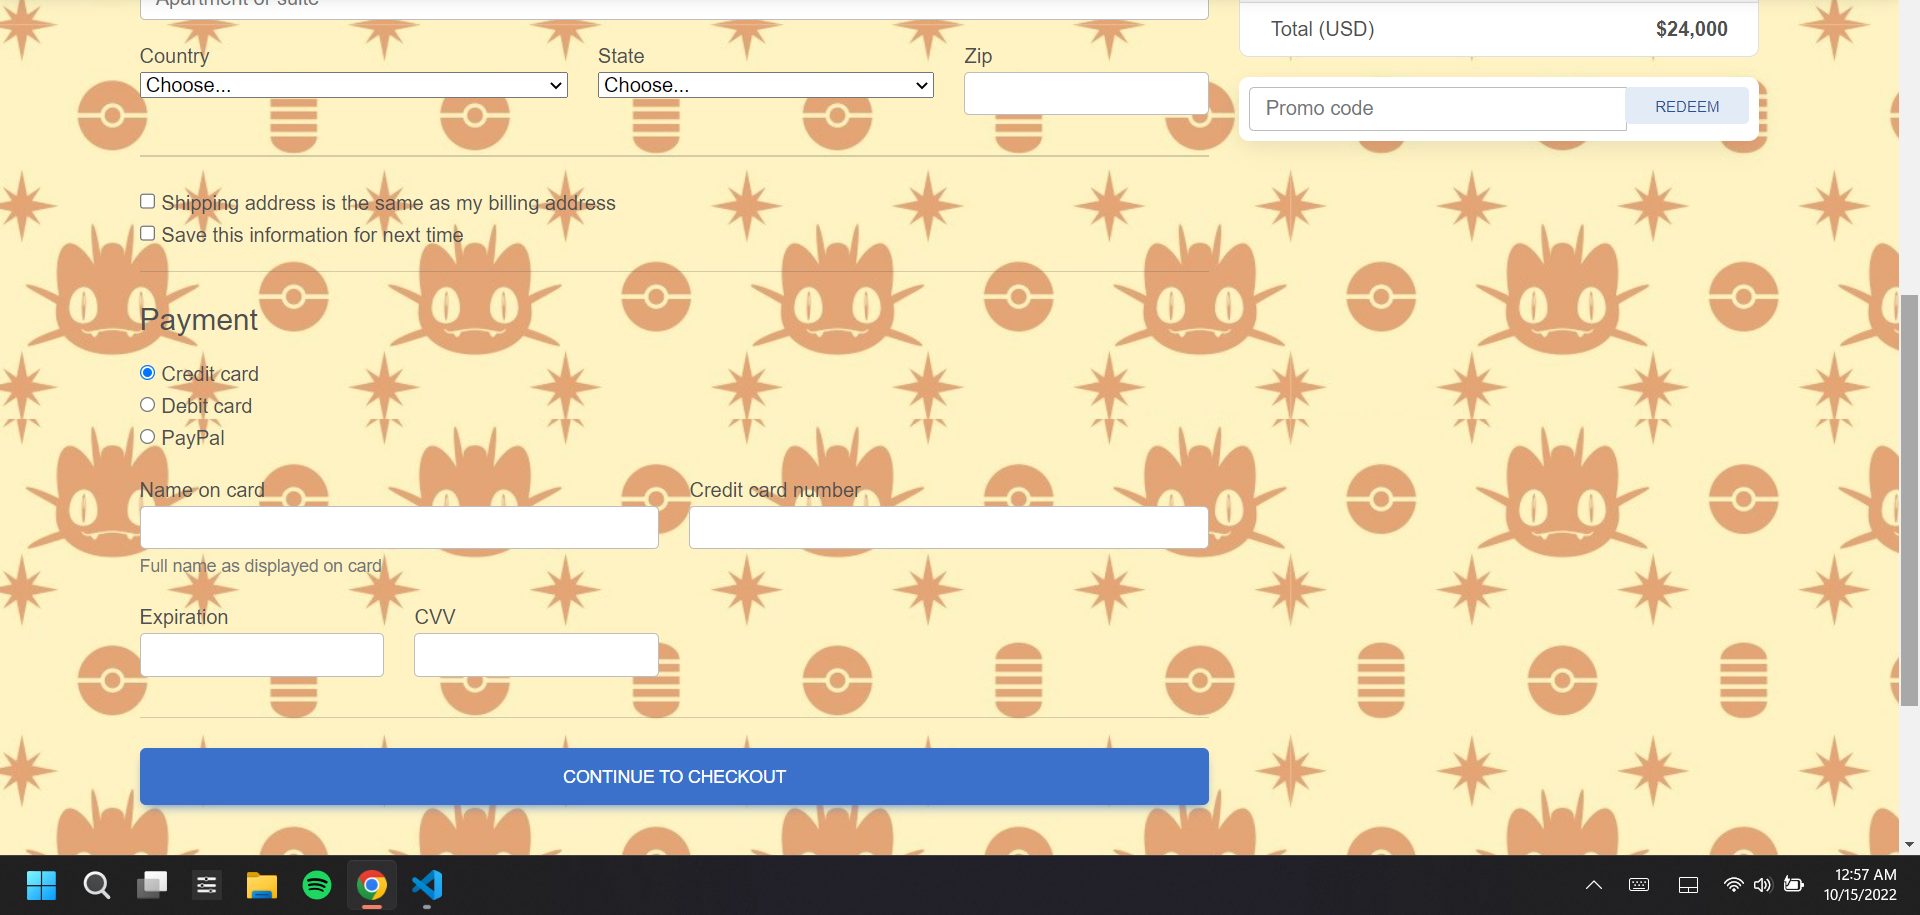 Apartment or suite
Total (USD) $24,000
Country State Zip
Choose... Choose...
Promo code REDEEM
Shipping address is the same as my billing address
Save this information for next time
Payment
Credit card
Debit card
PayPal
Name on card Credit card number
Full name as displayed on card
Expiration CVV
CONTINUE TO CHECKOUT
12:57 AM
10/15/2022